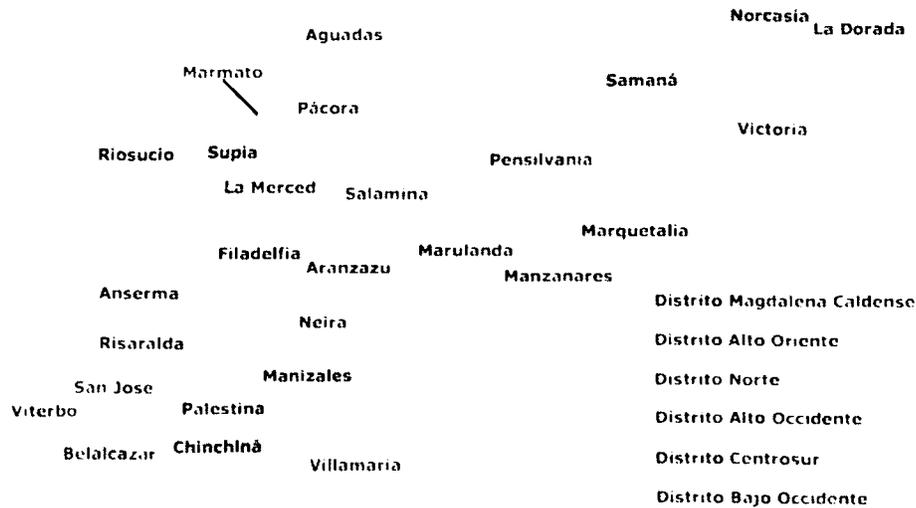 Norcasia
La Dorada
Aguadas
Marmato
Samaná
Pácora
Victoria
Riosucio
Supia
Pensilvania
La Merced
Salamina
Marquetalia
Filadelfia
Marulanda
Aranzazu
Manzanares
Anserma
Distrito Magdalena Caldense
Neira
Distrito Alto Oriente
Risaralda
Manizales
Distrito Norte
San Jose
Viterbo
Palestina
Distrito Alto Occidente
Belalcazar
Chinchiná
Villamaria
Distrito Centrosur
Distrito Bajo Occidente